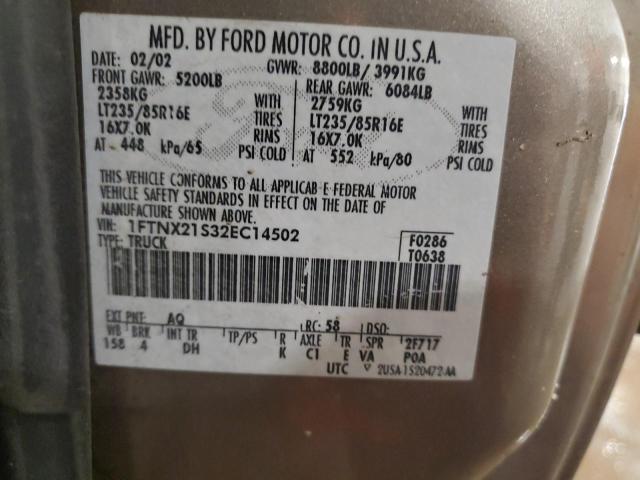 MFD. BY FORD MOTOR CO. IN U.S.A.
DATE: 02/02 GVWR: 8800LB/ 3991KG
FRONT GAWR: 5200LB REAR GAWR: 6084LB
2358KG WITH 2759KG WITH
LT235/85R16E TIRES LT235/85R16E TIRES
16X7.0K RIMS 16X7.0K RIMS
AT 448 kPa/65 PSI COLD AT 552 kPa/80 PSI COLD
THIS VEHICLE CONFORMS TO ALL APPLICAB E FEDERAL MOTOR
VEHICLE SAFETY STANDARDS IN EFFECT ON THE DATE OF
MANUFACTURE SHOWN ABOVE.
VIN: 1FTNX21S32EC14502 F0286
TYPE: TRUCK T0638
EXT PNT: AQ RC: 58 DSO:
WB BRK INT TR TP/PS R AXLE TR SPR 2F717
158 4 DH K C1 E VA POA
UTC 2USA-1S20472-AA